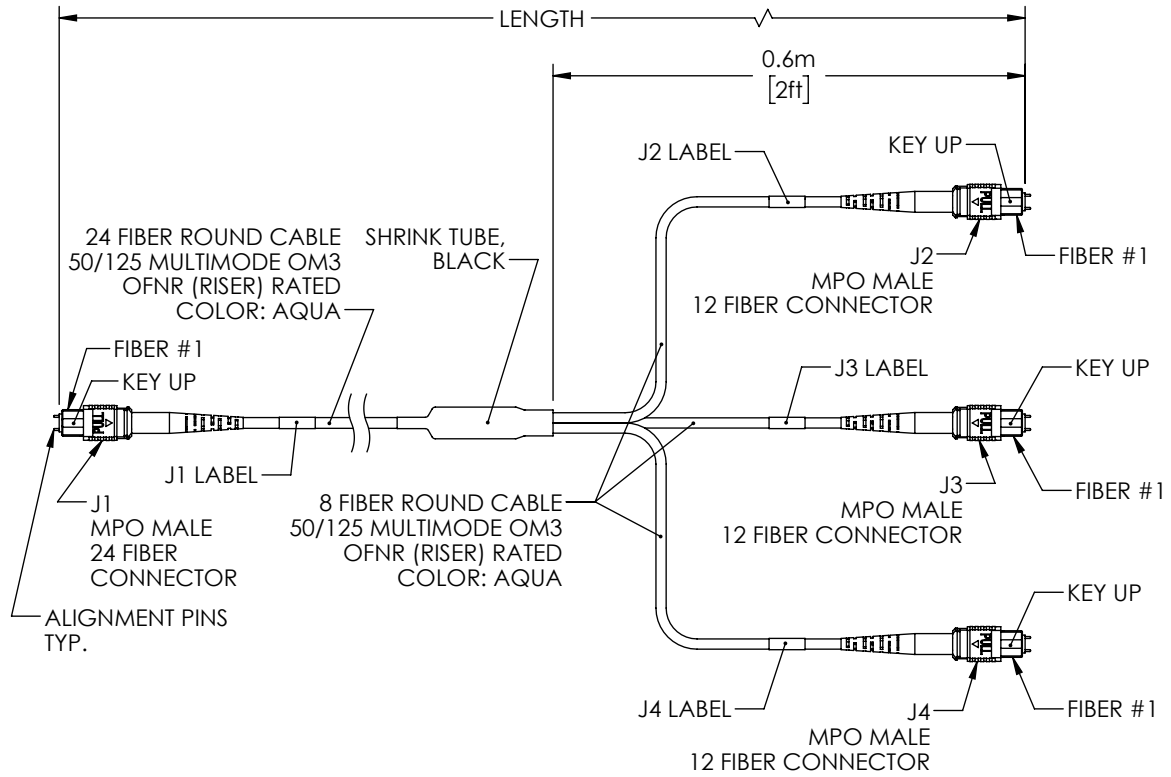 LENGTH
0.6m
[2ft]
J2 LABEL
KEY UP
24 FIBER ROUND CABLE
50/125 MULTIMODE OM3
OFNR (RISER) RATED
COLOR: AQUA
SHRINK TUBE,
BLACK
PULL
J2
MPO MALE
12 FIBER CONNECTOR
FIBER #1
FIBER #1
KEY UP
PULL
J1 LABEL
J1
MPO MALE
24 FIBER
CONNECTOR
ALIGNMENT PINS
TYP.
J3 LABEL
KEY UP
PULL
8 FIBER ROUND CABLE
50/125 MULTIMODE OM3
OFNR (RISER) RATED
COLOR: AQUA
J3
MPO MALE
12 FIBER CONNECTOR
FIBER #1
KEY UP
PULL
J4 LABEL
J4
MPO MALE
12 FIBER CONNECTOR
FIBER #1